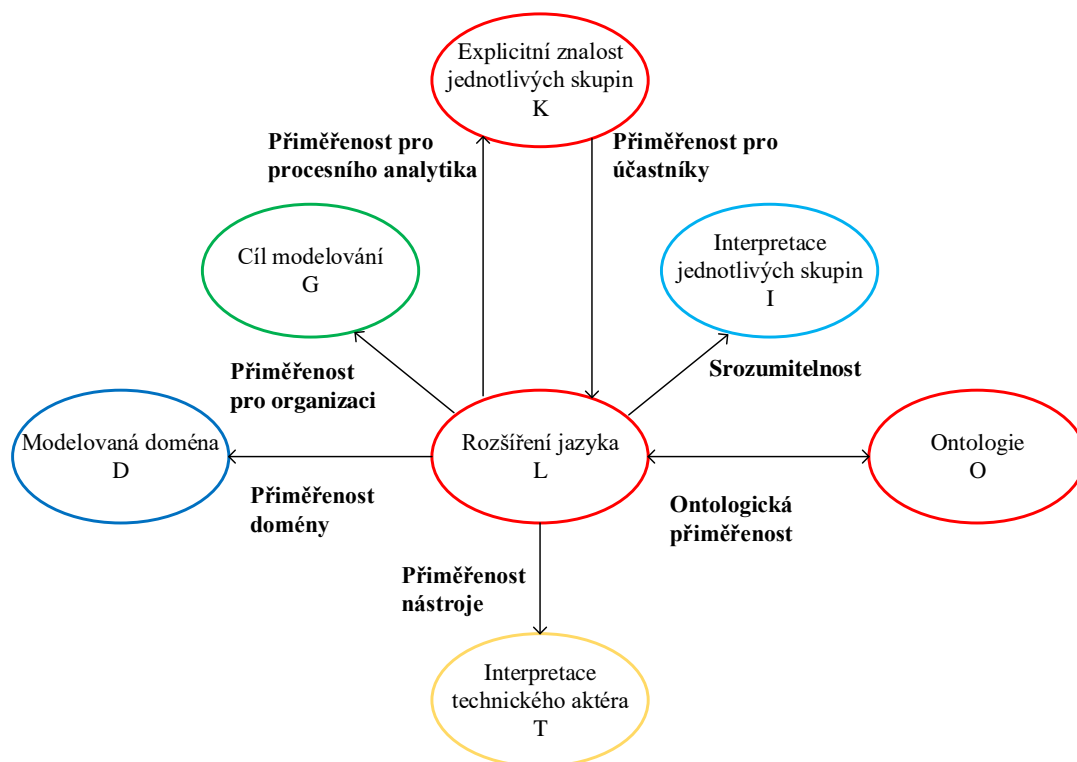 Explicitní znalost
jednotlivých skupin
K
Přiměřenost pro
procesního analytika
Přiměřenost pro
účastníky
Cíl modelování
G
Interpretace
jednotlivých skupin
I
Přiměřenost
pro organizaci
Srozumitelnost
Modelovaná doména
D
Rozšíření jazyka
L
Ontologie
O
Přiměřenost
domény
Ontologická
přiměřenost
Přiměřenost
nástroje
Interpretace
technického aktéra
T